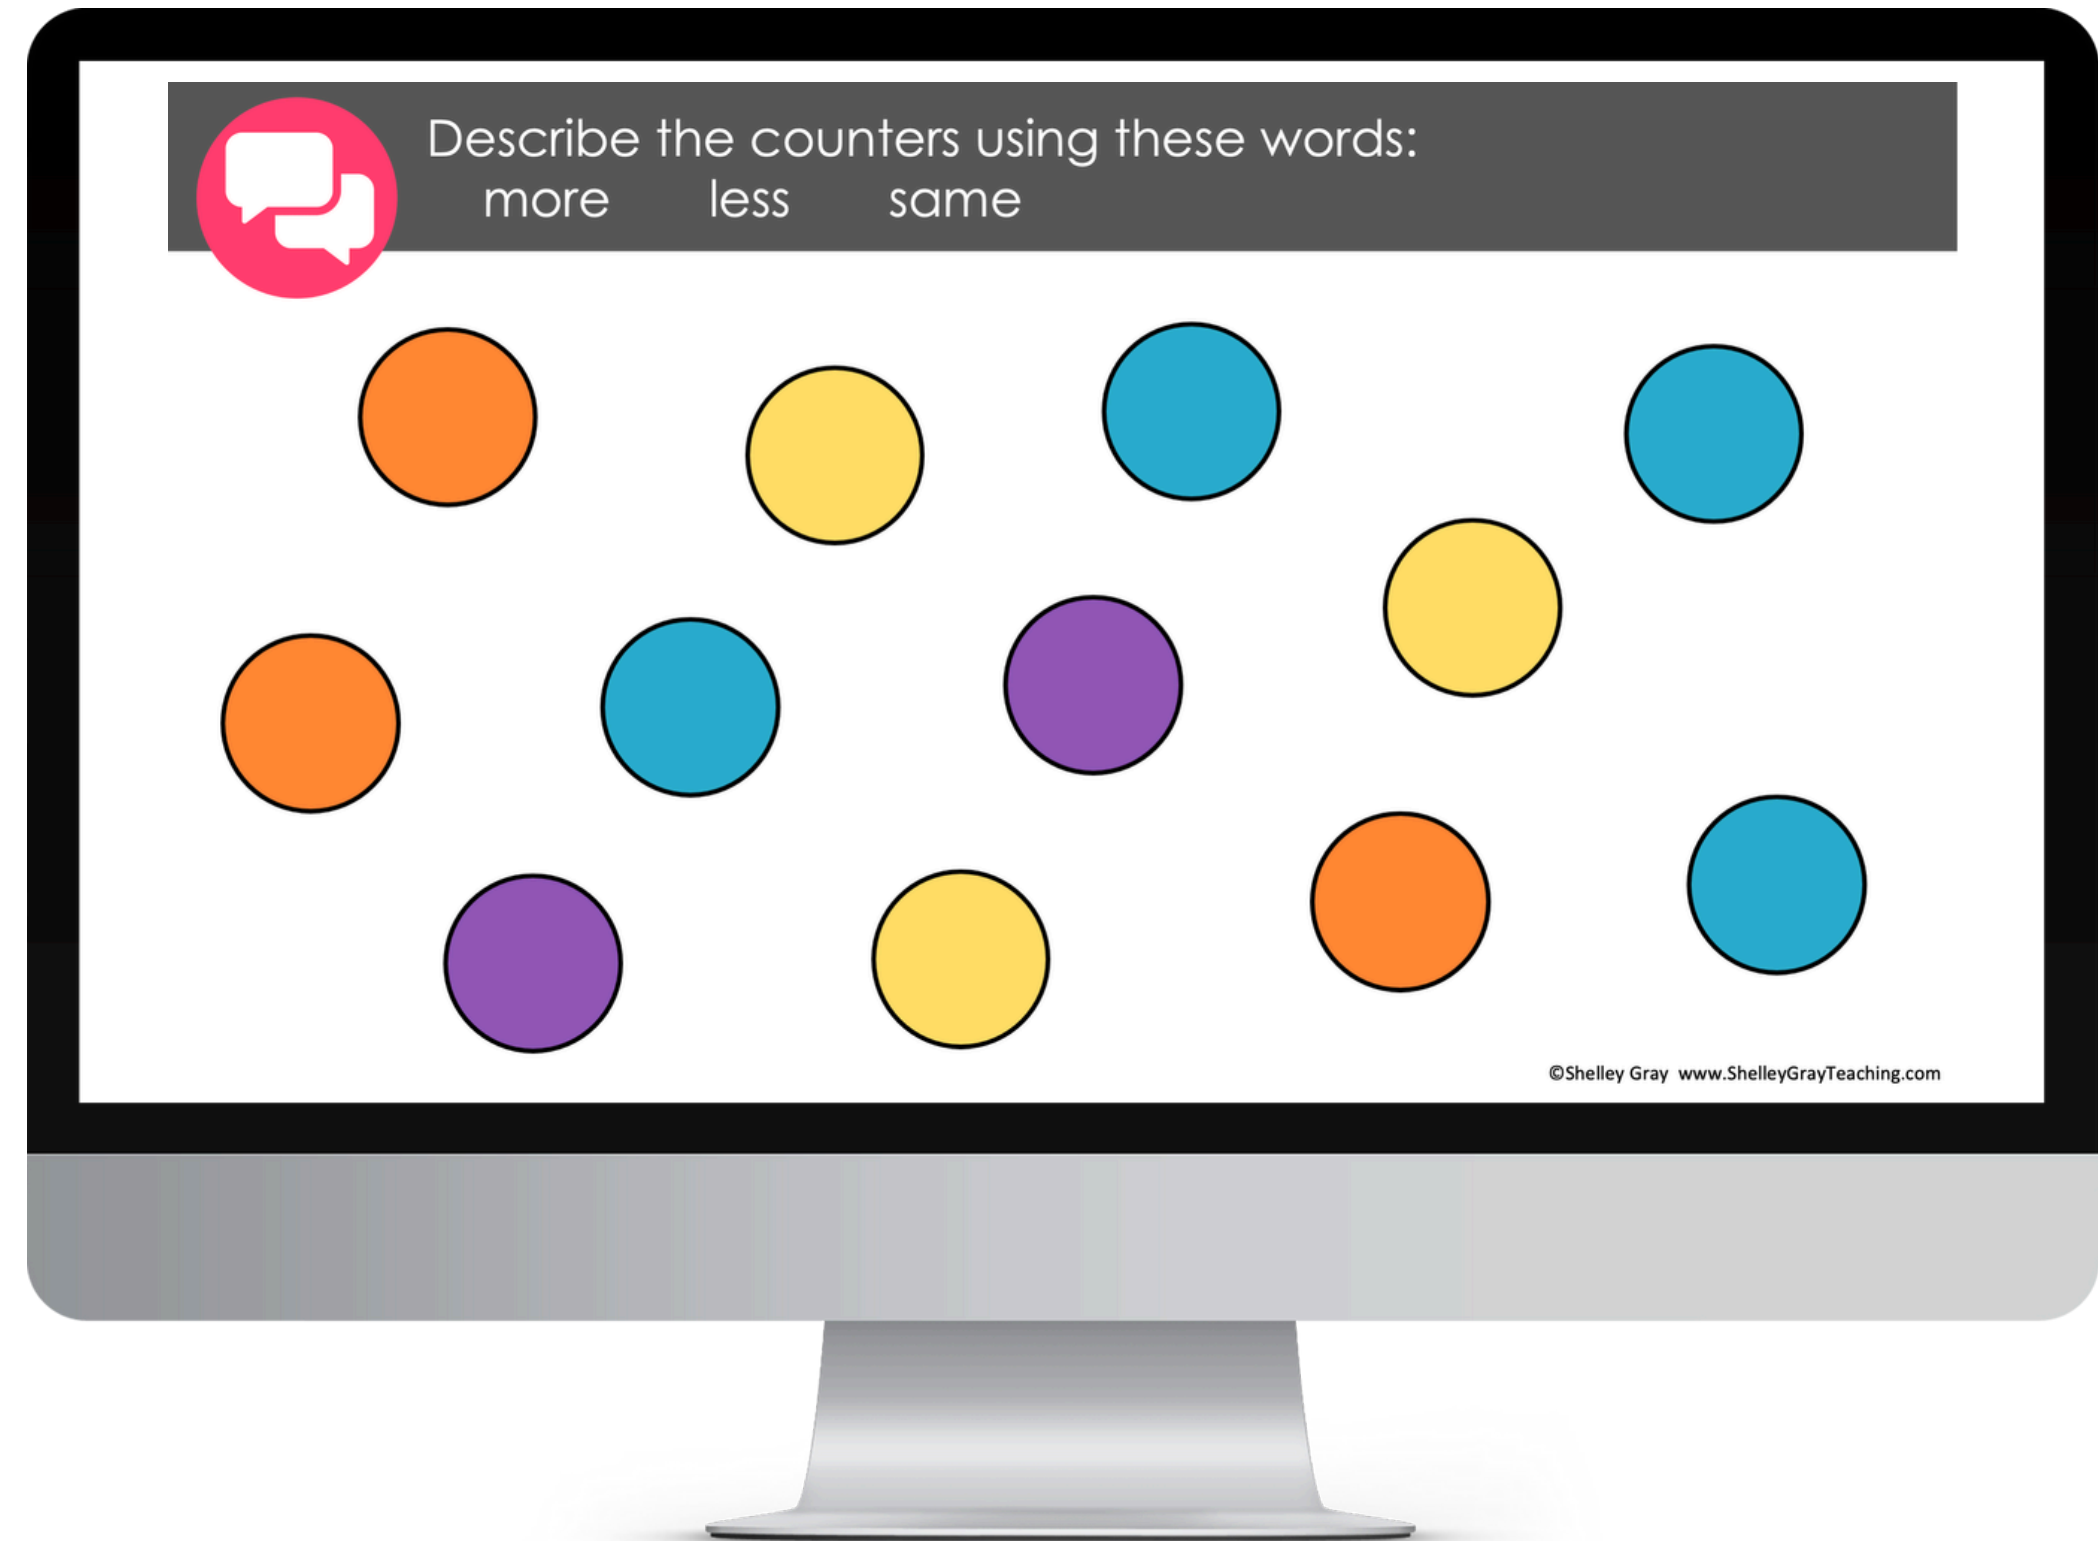 Describe the counters using these words:
more less same
©Shelley Gray www.ShelleyGrayTeaching.com